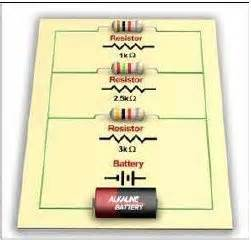 Resistor
1kΩ
Resistor
2.5kΩ
Resistor
3kΩ
Battery
ALKALINE
BATTERY